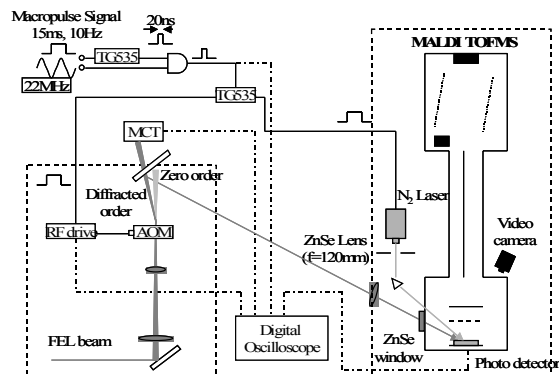 Macropulse Signal
15ms, 10Hz
20ns
TG535
22MHz
TG535
MALDI TOFMS
MCT
Zero order
Diffracted
order
RF drive
AOM
N2 Laser
ZnSe Lens
(f=120mm)
Video
camera
FEL beam
Digital
Oscilloscope
ZnSe
window
Photo detector